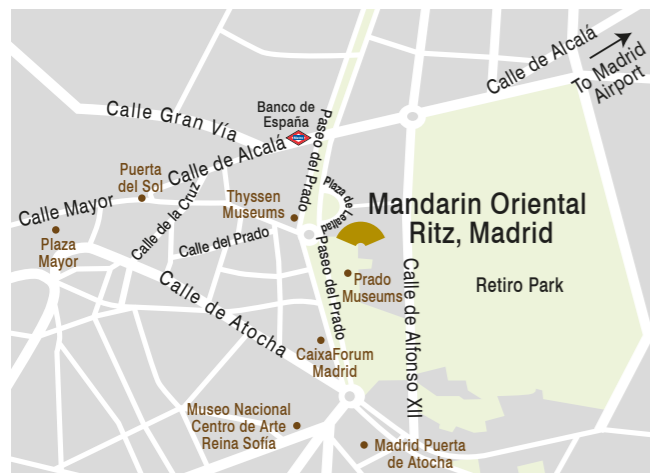 Calle de Alcalá
To Madrid
Airport
Calle Gran Vía
Banco de
España
Paseo del Prado
Calle de Alcalá
Puerta
del Sol
Calle Mayor
Calle de la Cruz
Thyssen
Museums
Plaza de Lealtad
Mandarin Oriental
Ritz, Madrid
Plaza
Mayor
Calle del Prado
Paseo del Prado
Prado
Museums
Retiro Park
Calle de Atocha
Calle de Alfonso XII
CaixaForum
Madrid
Museo Nacional
Centro de Arte
Reina Sofía
Madrid Puerta
de Atocha